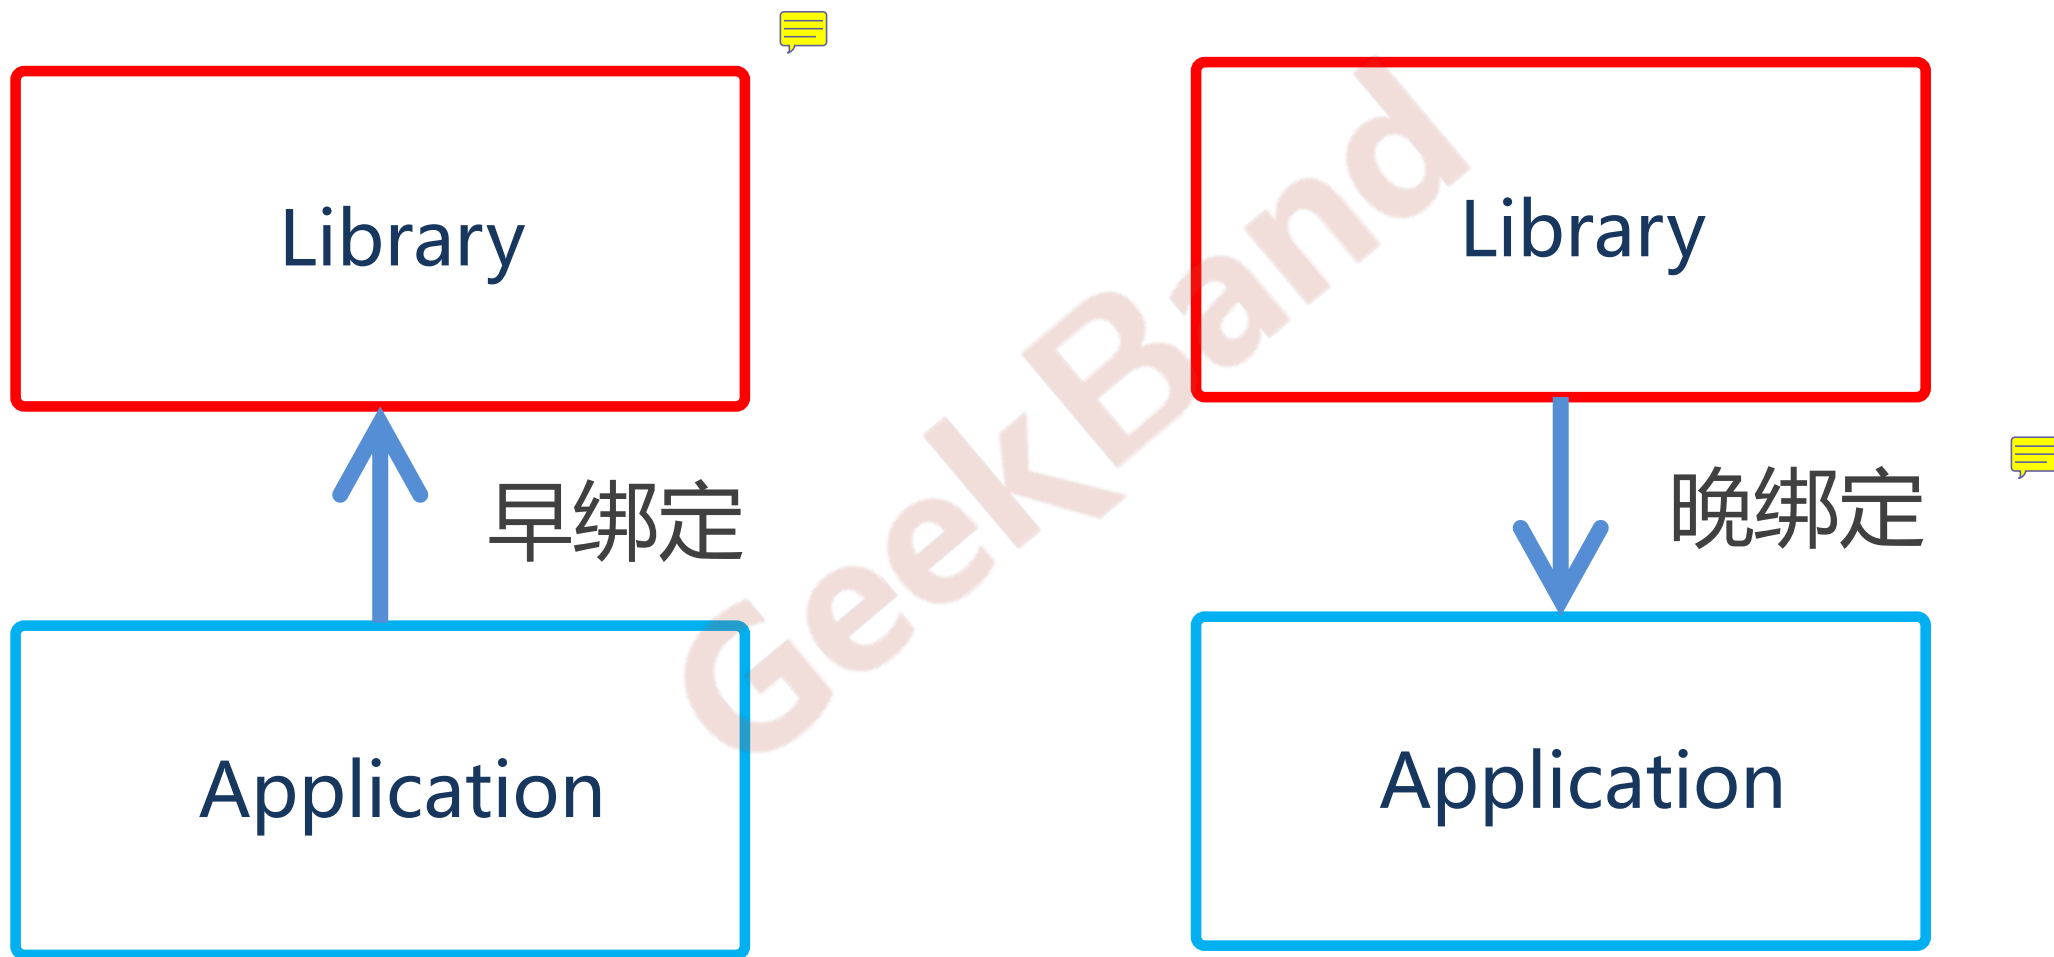 Library
早绑定
Application
Library
晚绑定
Application
GeekBand